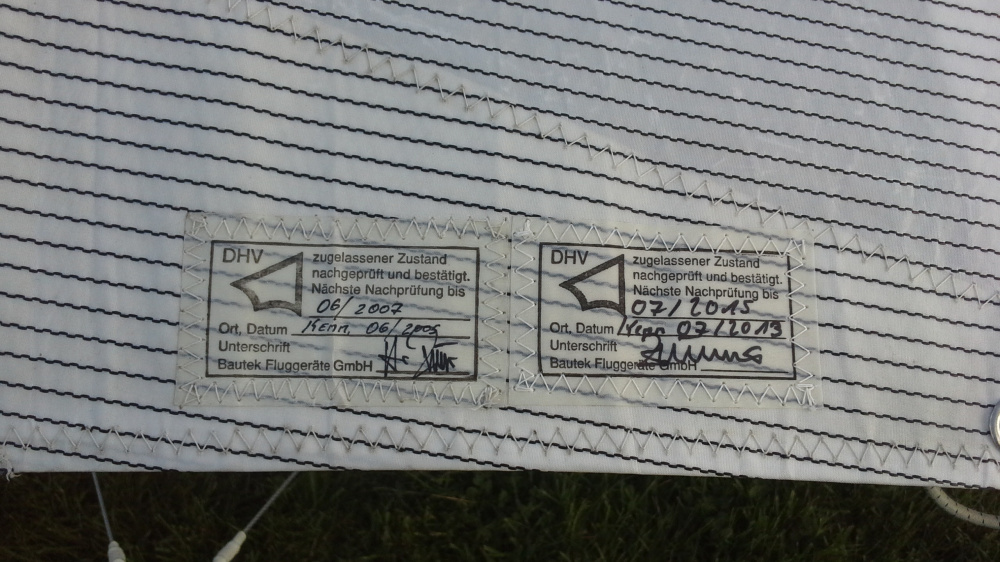 DHV
zugelassener Zustand
nachgeprüft und bestätigt.
Nächste Nachprüfung bis
06/2007
Ort, Datum Kenn, 06/2005
Unterschrift
Bautek Fluggeräte GmbH
DHV
zugelassener Zustand
nachgeprüft und bestätigt.
Nächste Nachprüfung bis
07/2015
Ort, Datum Kenn 07/2013
Unterschrift
Bautek Fluggeräte GmbH